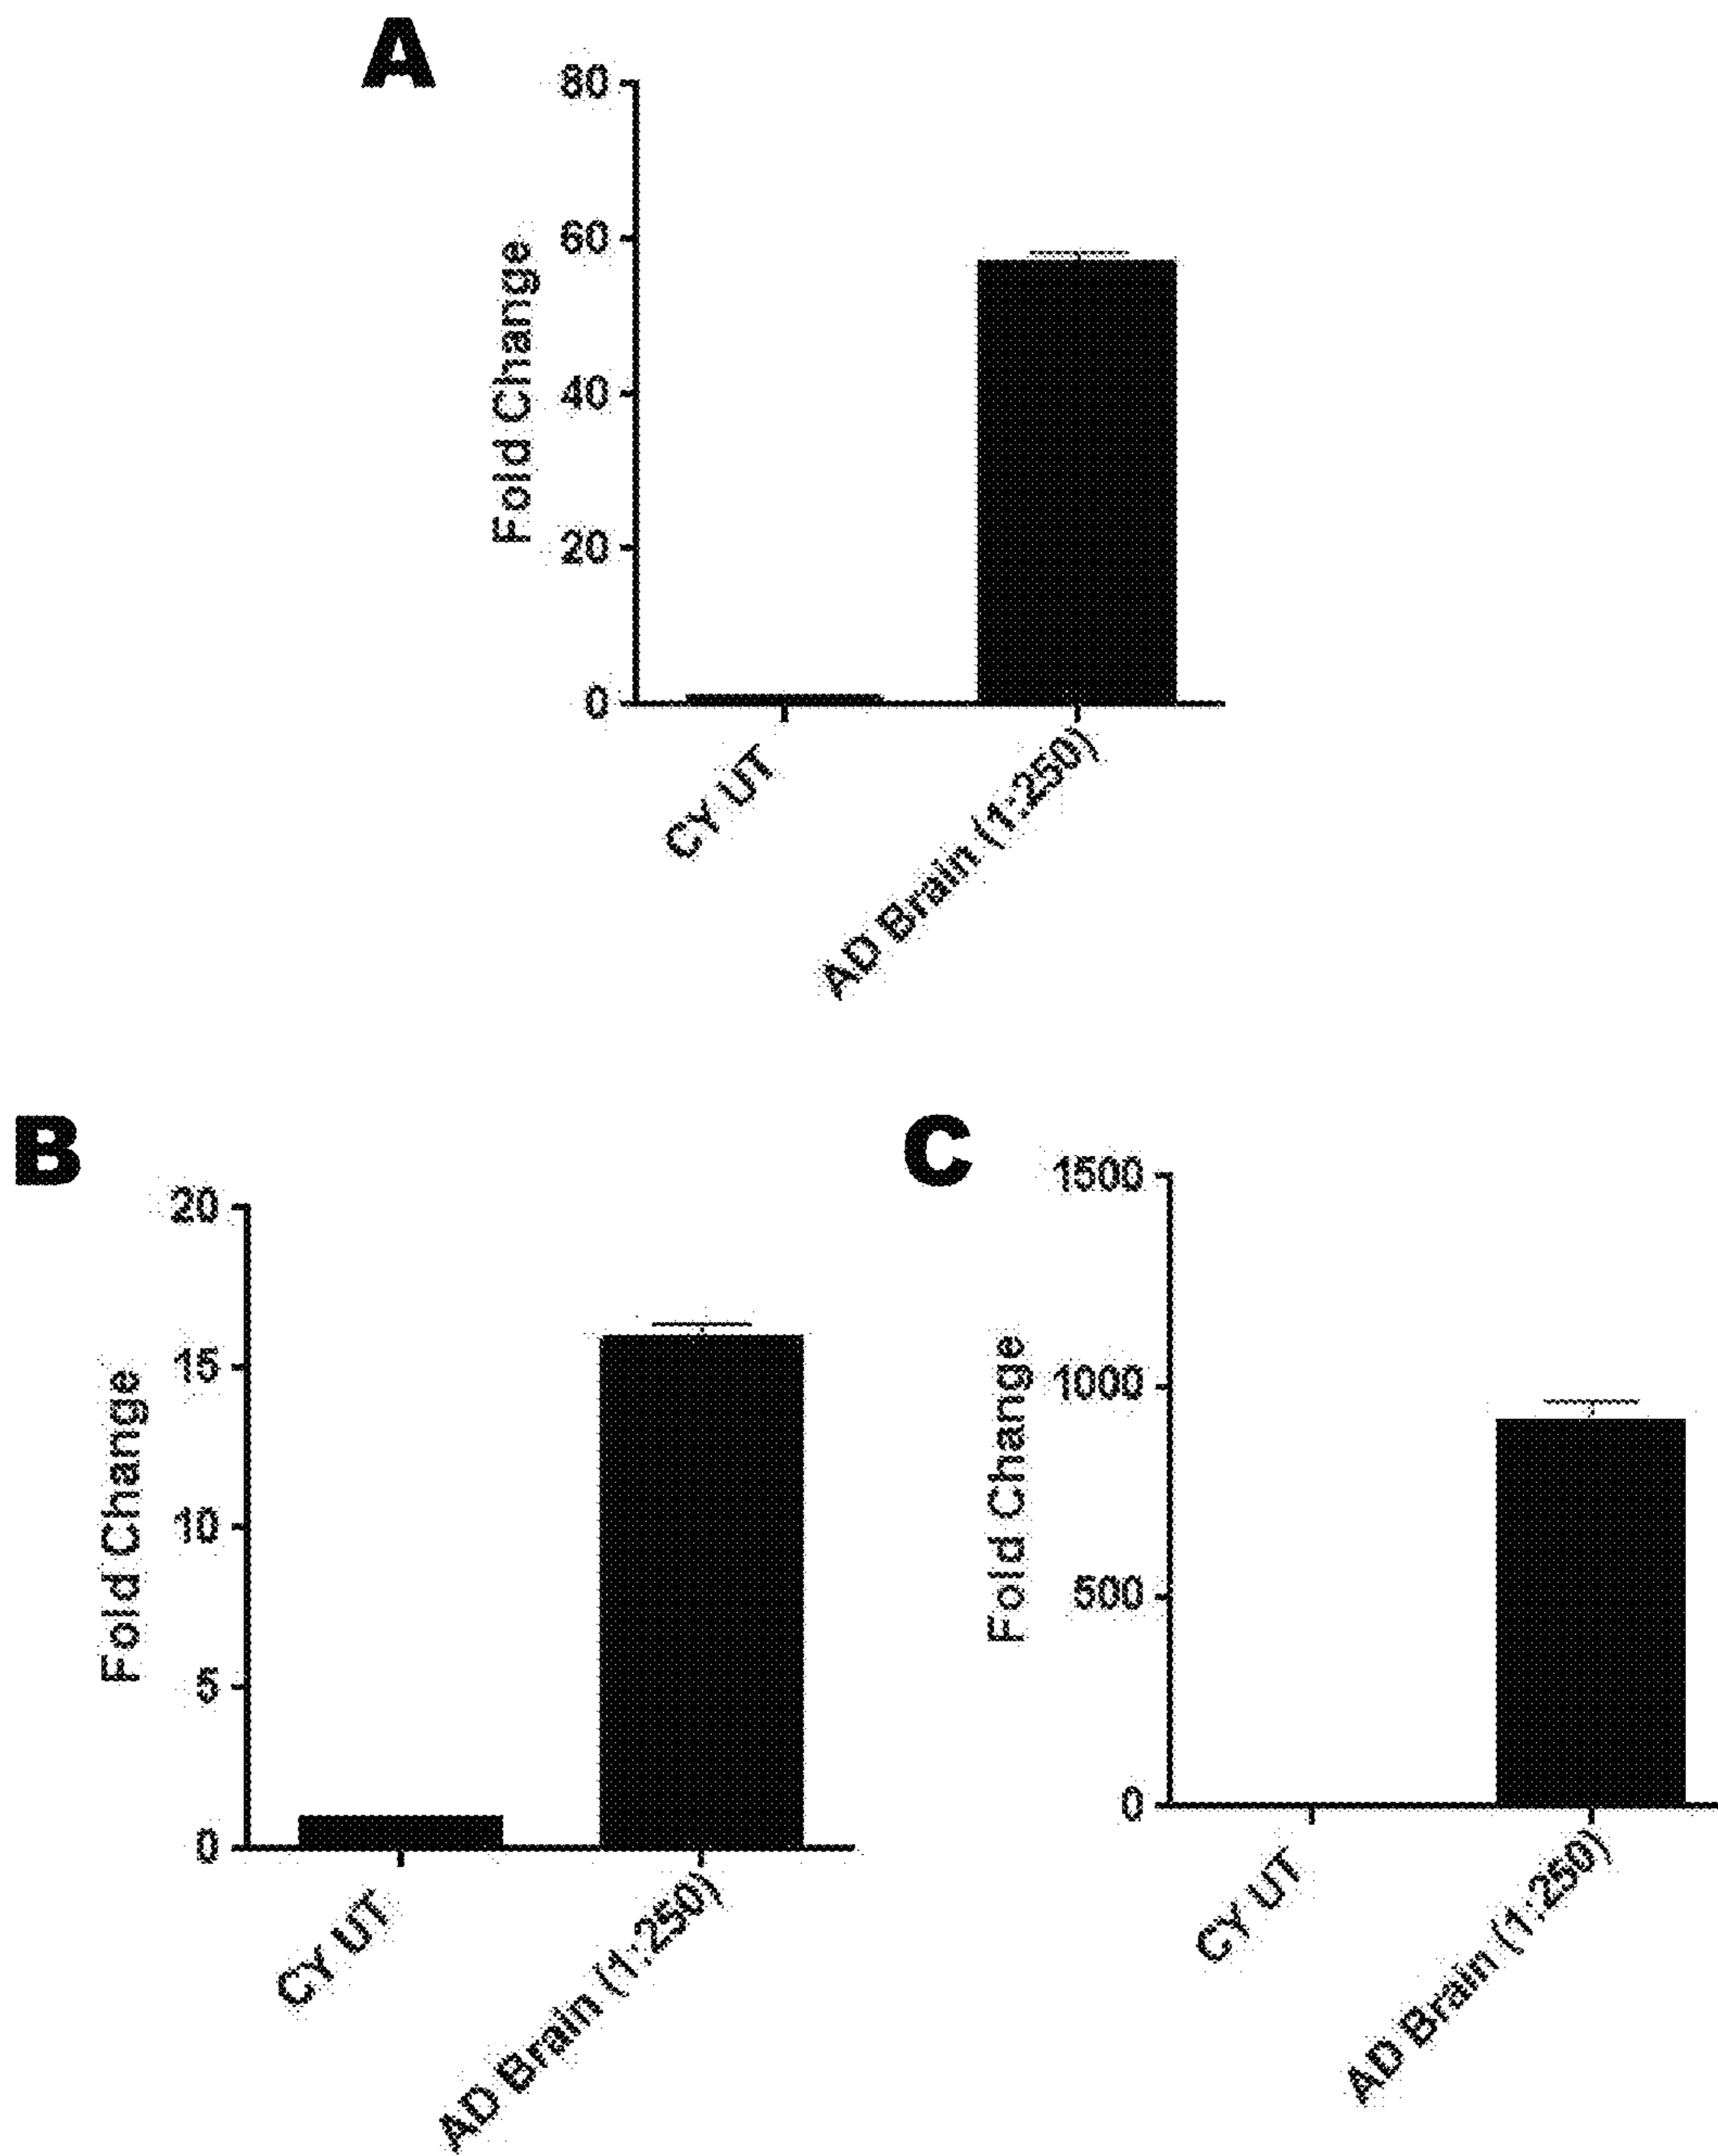 A
80
60
40
20
0
Fold Change
CY UT
AD Brain (1:250)
B
20
15
10
5
0
Fold Change
CY UT
AD Brain (1:250)
C
1500
1000
500
0
Fold Change
CY UT
AD Brain (1:250)